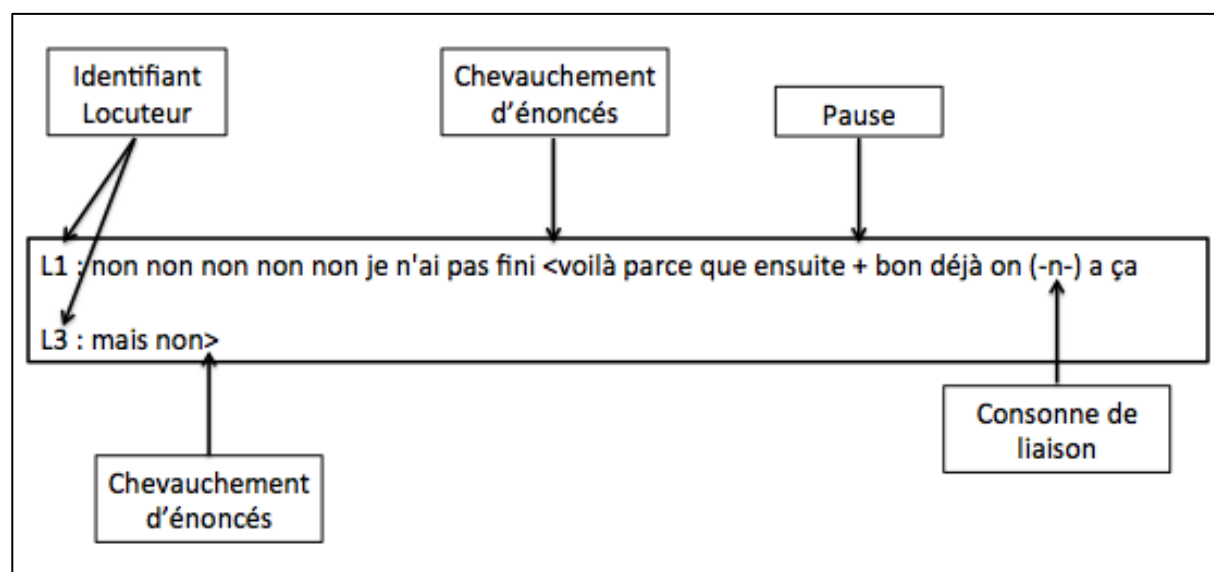 Identifiant
Locuteur
Chevauchement
d'énoncés
Pause
L1 : non non non non non je n'ai pas fini <voilà parce que ensuite + bon déjà on (-n-) a ça
L3 : mais non>
Chevauchement
d'énoncés
Consonne de
liaison